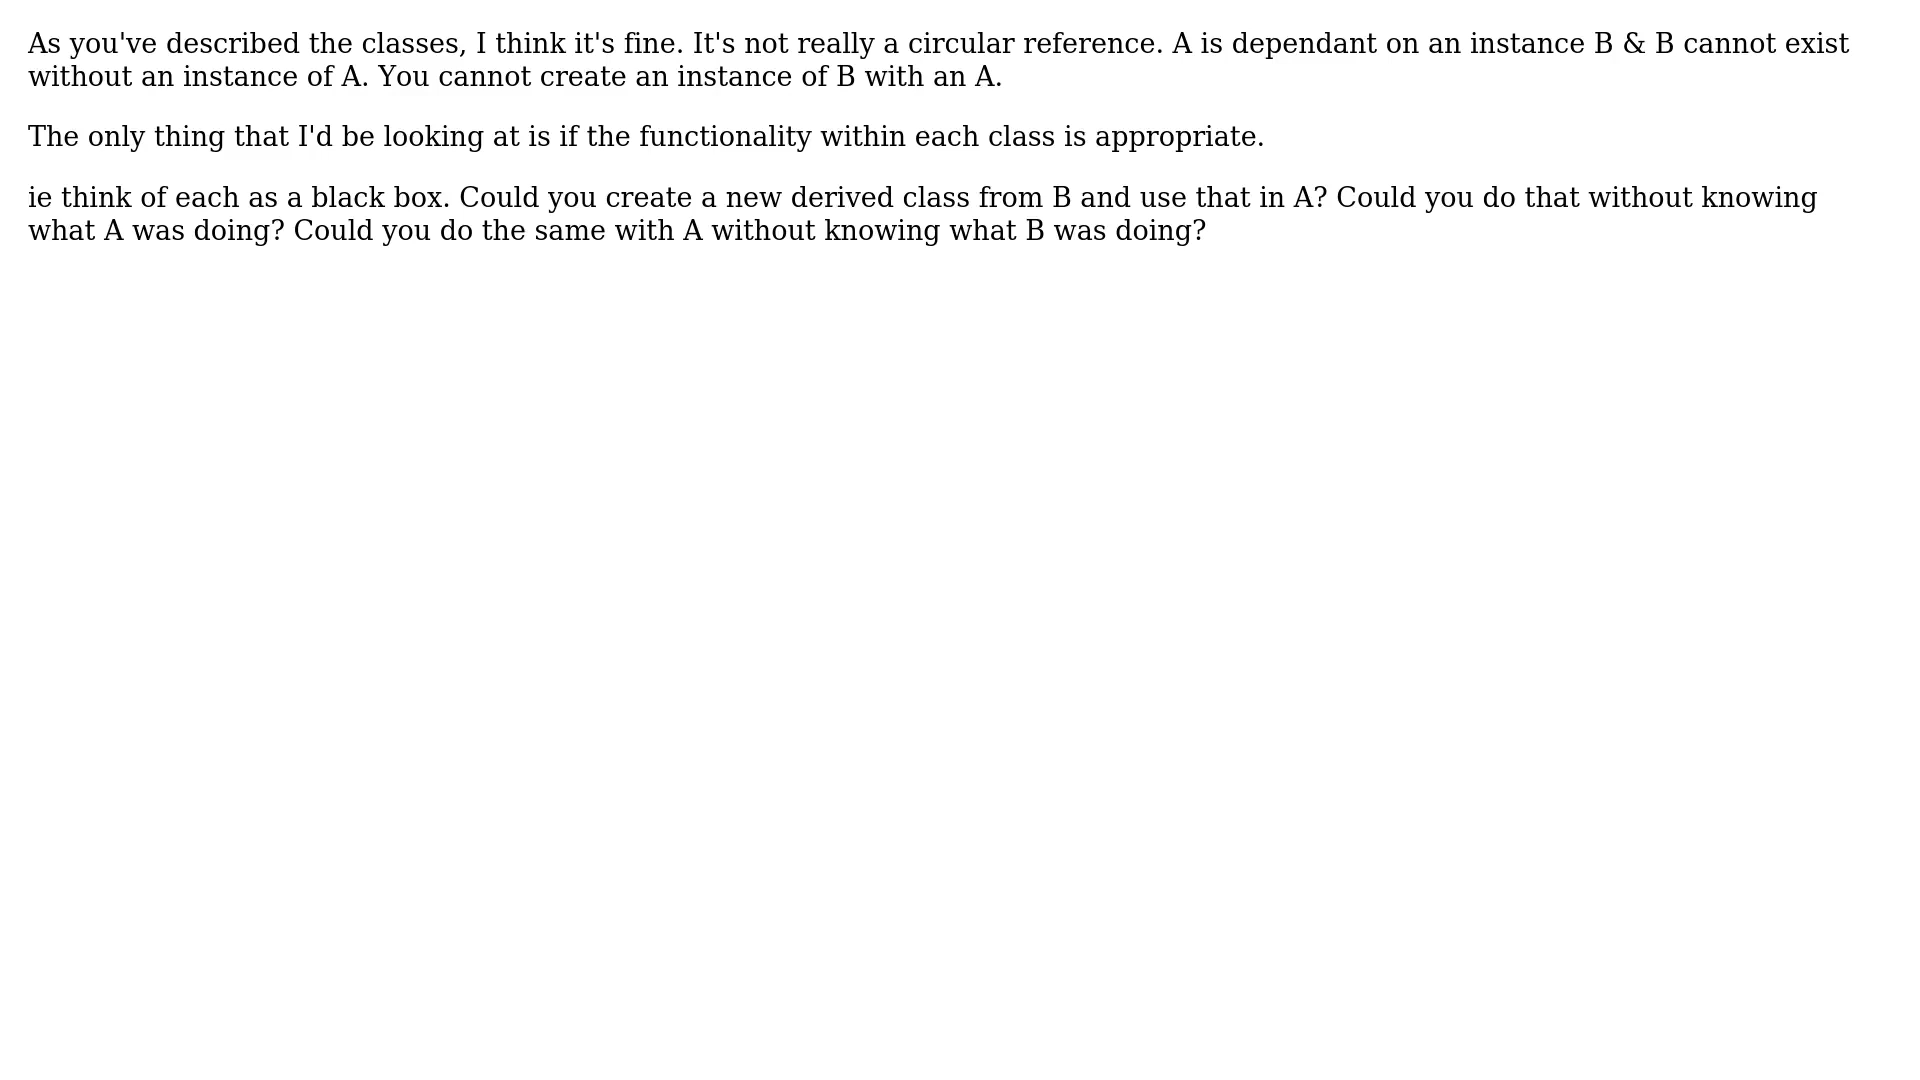 As you've described the classes, I think it's fine. It's not really a circular reference. A is dependant on an instance B & B cannot exist
without an instance of A. You cannot create an instance of B with an A.
The only thing that I'd be looking at is if the functionality within each class is appropriate.
ie think of each as a black box. Could you create a new derived class from B and use that in A? Could you do that without knowing
what A was doing? Could you do the same with A without knowing what B was doing?